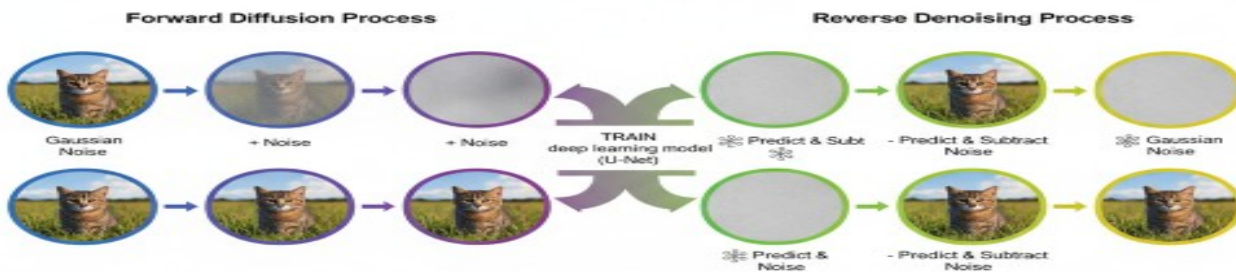 Forward Diffusion Process
Reverse Denoising Process
Gaussian
Noise
+ Noise
+ Noise
TRAIN
deep learning model
(U-Net)
Predict & Subt
- Predict & Subtract
Noise
Gaussian
Noise
Predict &
Noise
- Predict & Subtract
Noise